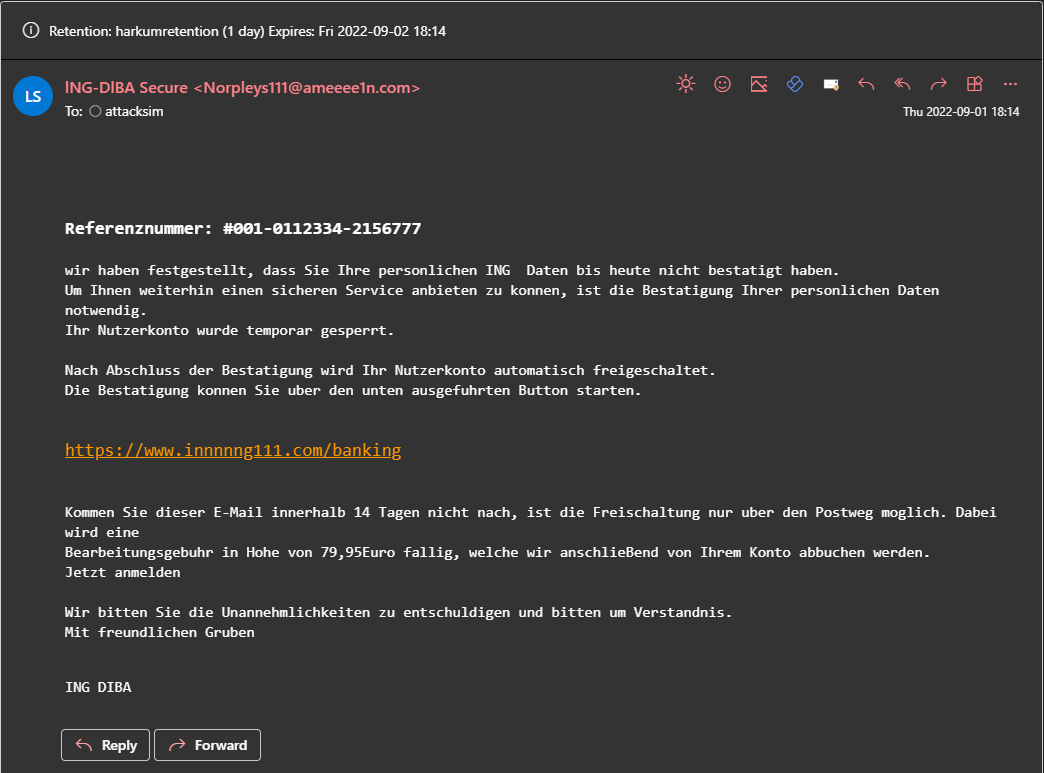 Retention: harkumretention (1 day) Expires: Fri 2022-09-02 18:14
LS
lNG-DlBA Secure <Norpleys111@ameeee1n.com>
To: attacksim
Thu 2022-09-01 18:14
Referenznummer: #001-0112334-2156777
wir haben festgestellt, dass Sie Ihre personlichen ING  Daten bis heute nicht bestatigt haben.
Um Ihnen weiterhin einen sicheren Service anbieten zu konnen, ist die Bestatigung Ihrer personlichen Daten
notwendig.
Ihr Nutzerkonto wurde temporar gesperrt.
Nach Abschluss der Bestatigung wird Ihr Nutzerkonto automatisch freigeschaltet.
Die Bestatigung konnen Sie uber den unten ausgefuhrten Button starten.
https://www.innnnng111.com/banking
Kommen Sie dieser E-Mail innerhalb 14 Tagen nicht nach, ist die Freischaltung nur uber den Postweg moglich. Dabei
wird eine
Bearbeitungsgebuhr in Hohe von 79,95Euro fallig, welche wir anschlieBend von Ihrem Konto abbuchen werden.
Jetzt anmelden
Wir bitten Sie die Unannehmlichkeiten zu entschuldigen und bitten um Verstandnis.
Mit freundlichen Gruben
ING DIBA
Reply
Forward